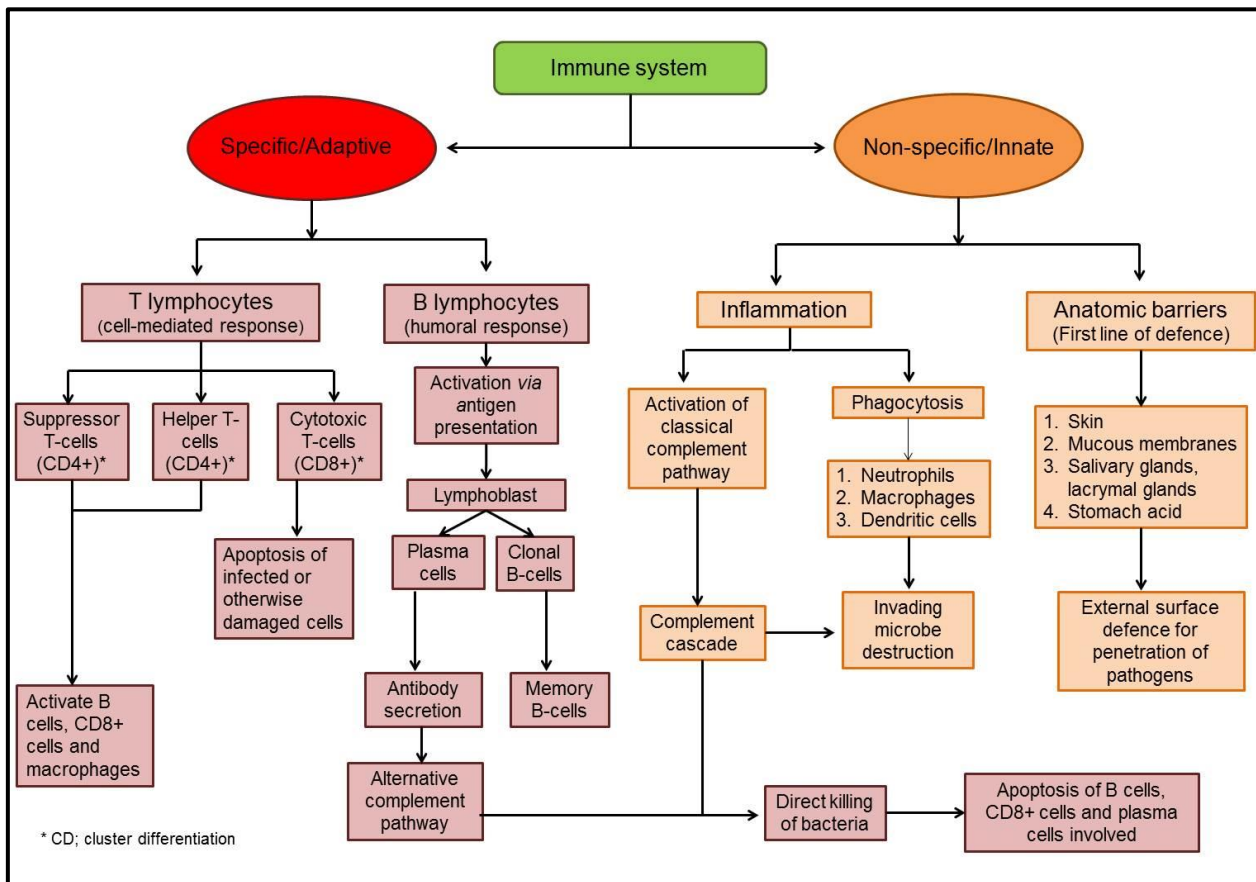 Immune system
Specific/Adaptive
Non-specific/Innate
T lymphocytes
(cell-mediated response)
B lymphocytes
(humoral response)
Inflammation
Anatomic barriers
(First line of defence)
Suppressor
T-cells
(CD4+)*
Helper T-
cells
(CD4+)*
Cytotoxic
T-cells
(CD8+)*
Activation via
antigen
presentation
Activation of
classical
complement
pathway
Phagocytosis
1. Skin
2. Mucous membranes
3. Salivary glands,
lacrymal glands
4. Stomach acid
Lymphoblast
1. Neutrophils
2. Macrophages
3. Dendritic cells
Apoptosis of
infected or
otherwise
damaged cells
Plasma
cells
Clonal
B-cells
Complement
cascade
Invading
microbe
destruction
External surface
defence for
penetration of
pathogens
Activate B
cells, CD8+
cells and
macrophages
Antibody
secretion
Memory
B-cells
Alternative
complement
pathway
Direct killing
of bacteria
Apoptosis of B cells,
CD8+ cells and plasma
cells involved
* CD; cluster differentiation